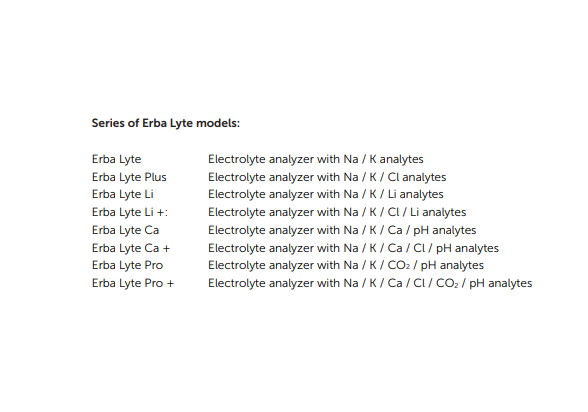 Series of Erba Lyte models:
Erba Lyte Electrolyte analyzer with Na / K analytes
Erba Lyte Plus Electrolyte analyzer with Na / K / Cl analytes
Erba Lyte Li Electrolyte analyzer with Na / K / Li analytes
Erba Lyte Li +: Electrolyte analyzer with Na / K / Cl / Li analytes
Erba Lyte Ca Electrolyte analyzer with Na / K / Ca / pH analytes
Erba Lyte Ca + Electrolyte analyzer with Na / K / Ca / Cl / pH analytes
Erba Lyte Pro Electrolyte analyzer with Na / K / CO₂ / pH analytes
Erba Lyte Pro + Electrolyte analyzer with Na / K / Ca / Cl / CO₂ / pH analytes